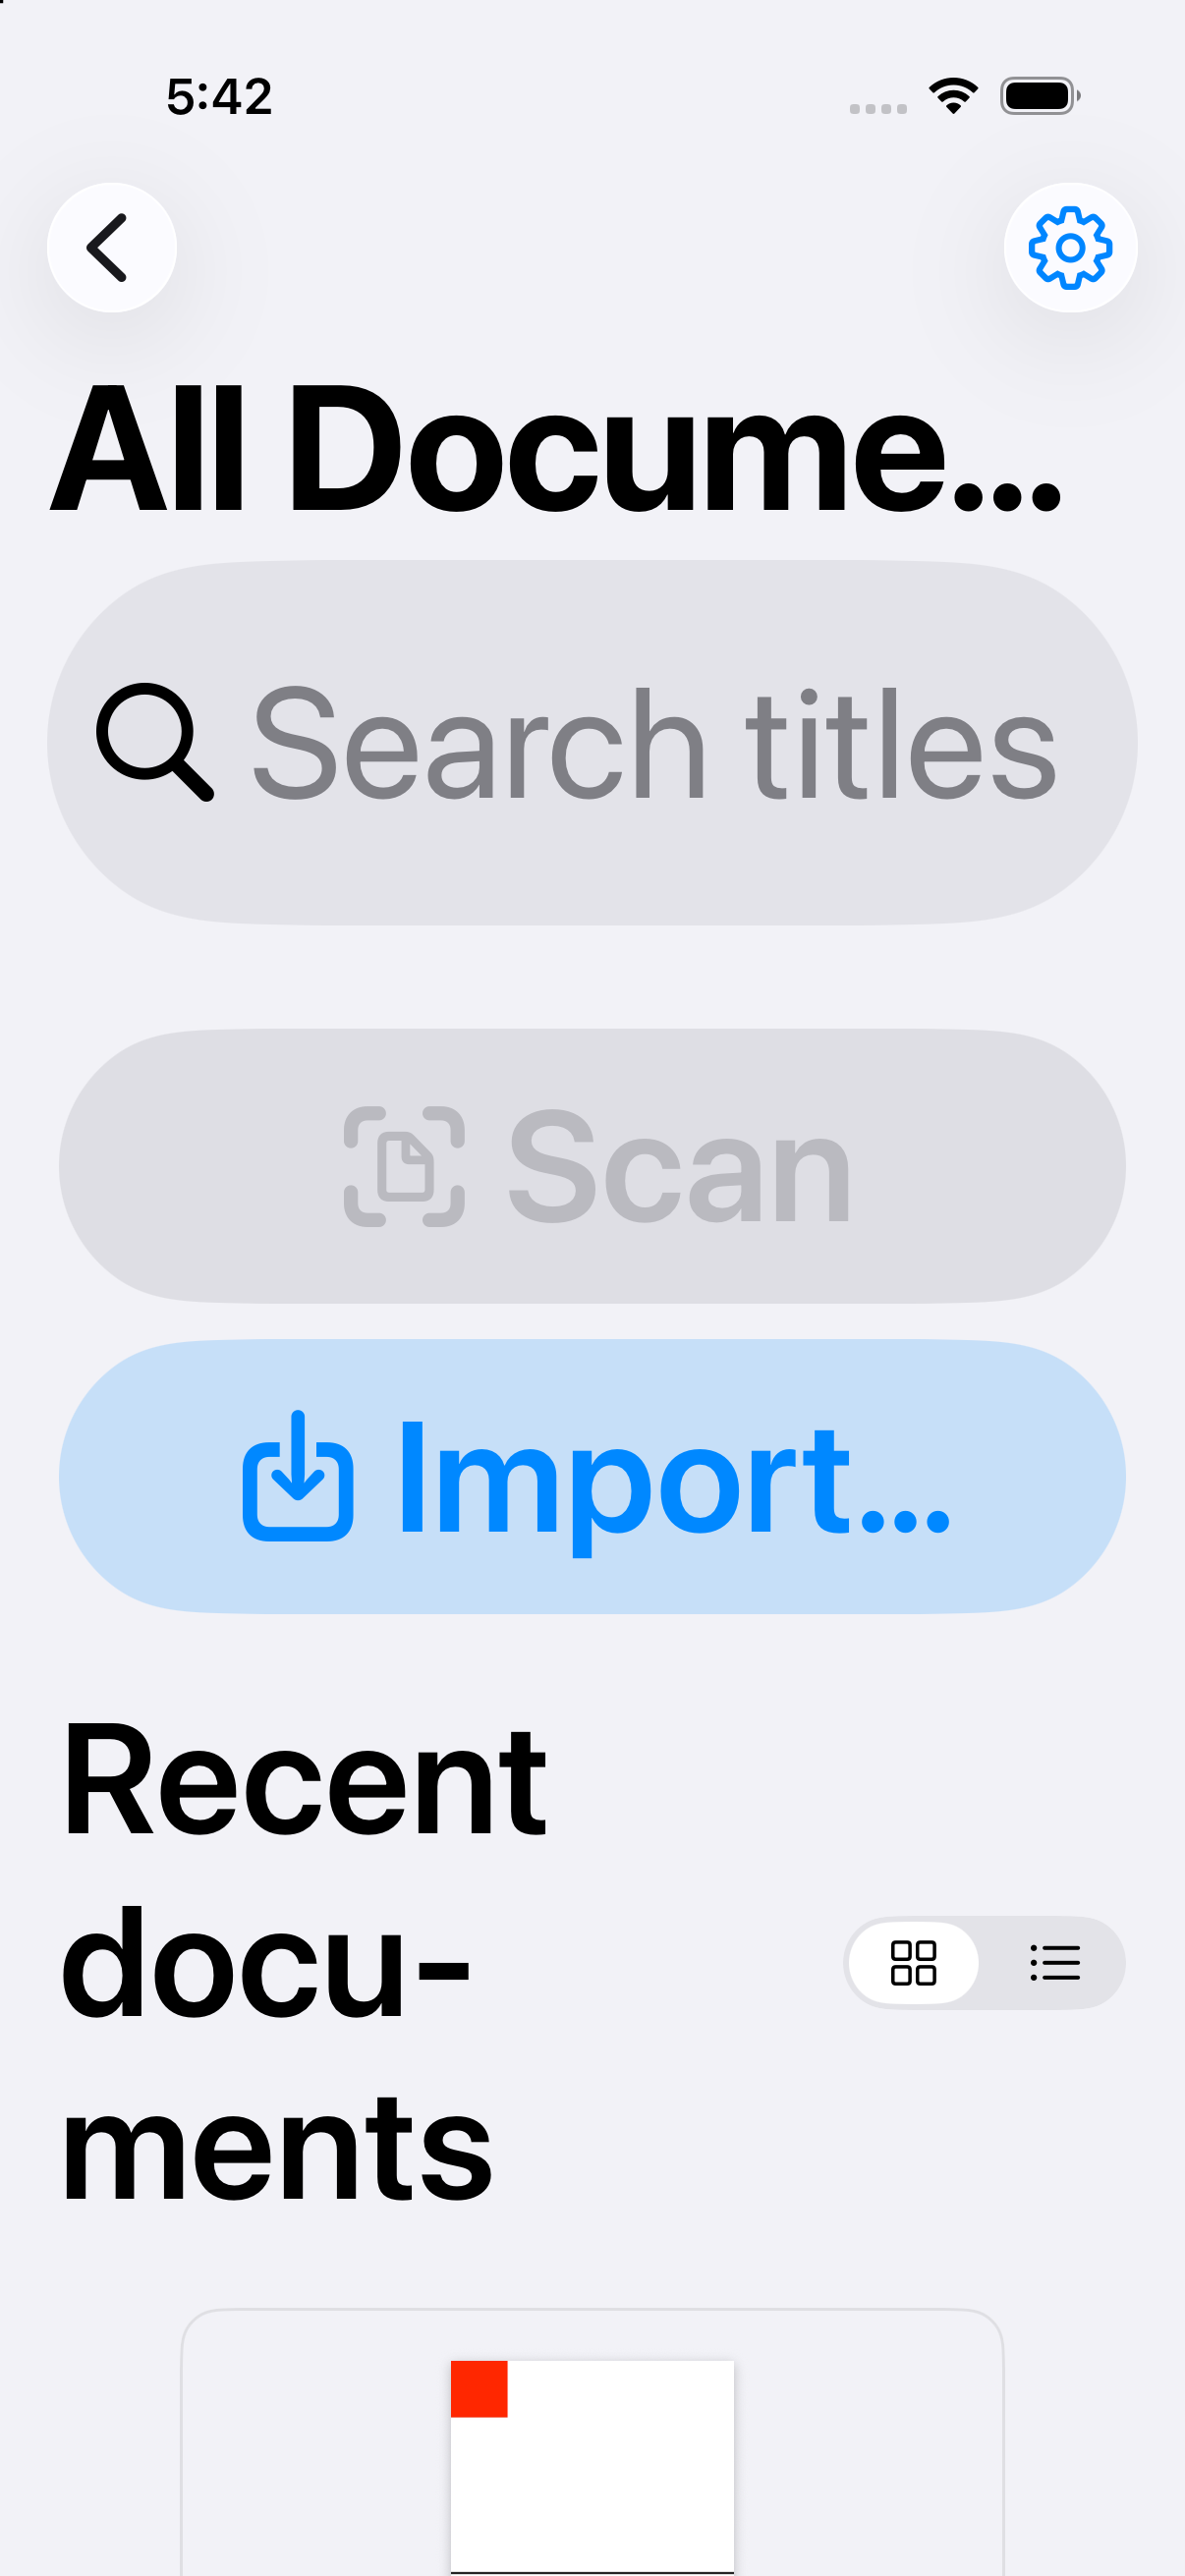 5:42
All Docume...
Search titles
Scan
Import...
Recent
docu-
ments